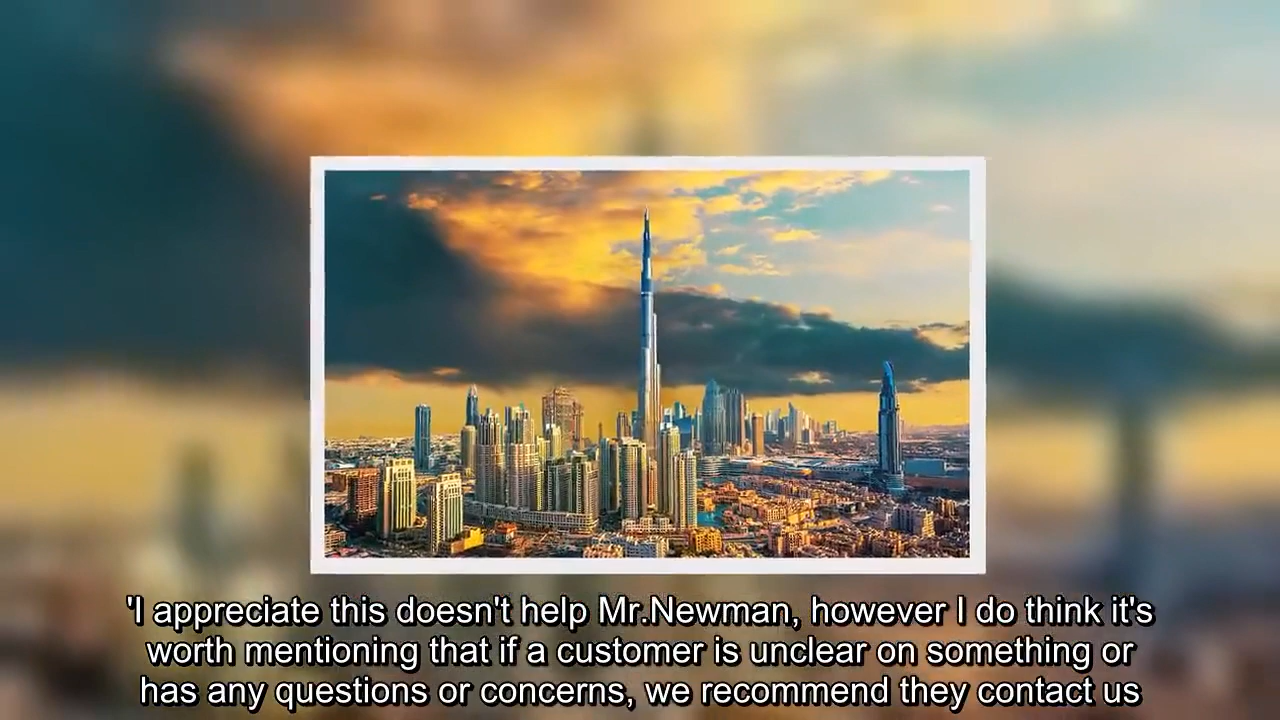 'I appreciate this doesn't help Mr.Newman, however I do think it's
worth mentioning that if a customer is unclear on something or
has any questions or concerns, we recommend they contact us